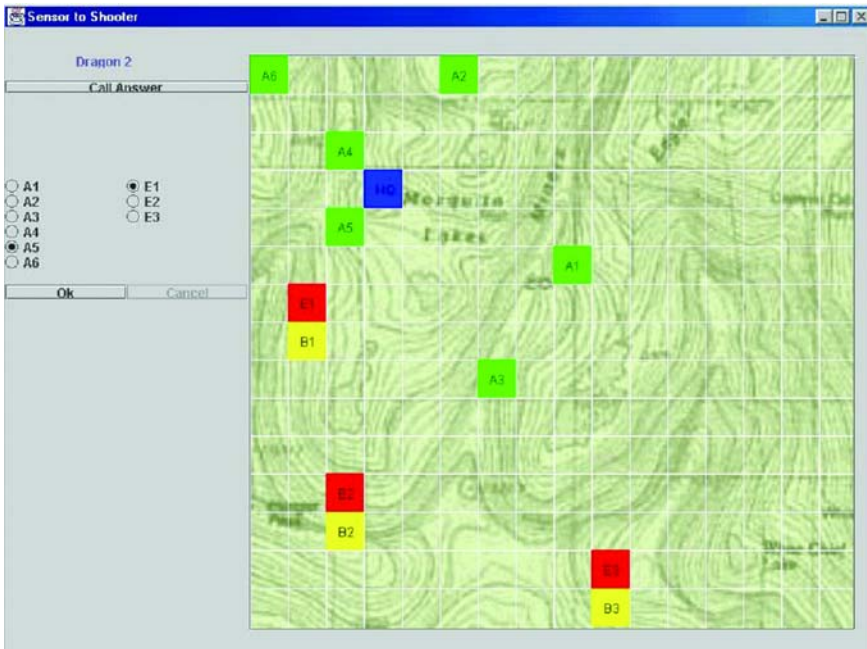 Sensor to Shooter
Dragon 2
Call Answer
A1 E1
A2 E2
A3 E3
A4
A5
A6
Ok Cancel
A6 A2
A4
HQ
Mosquito
A5
Lakes
A1
E1
B1
A3
E2
B2
E3
B3